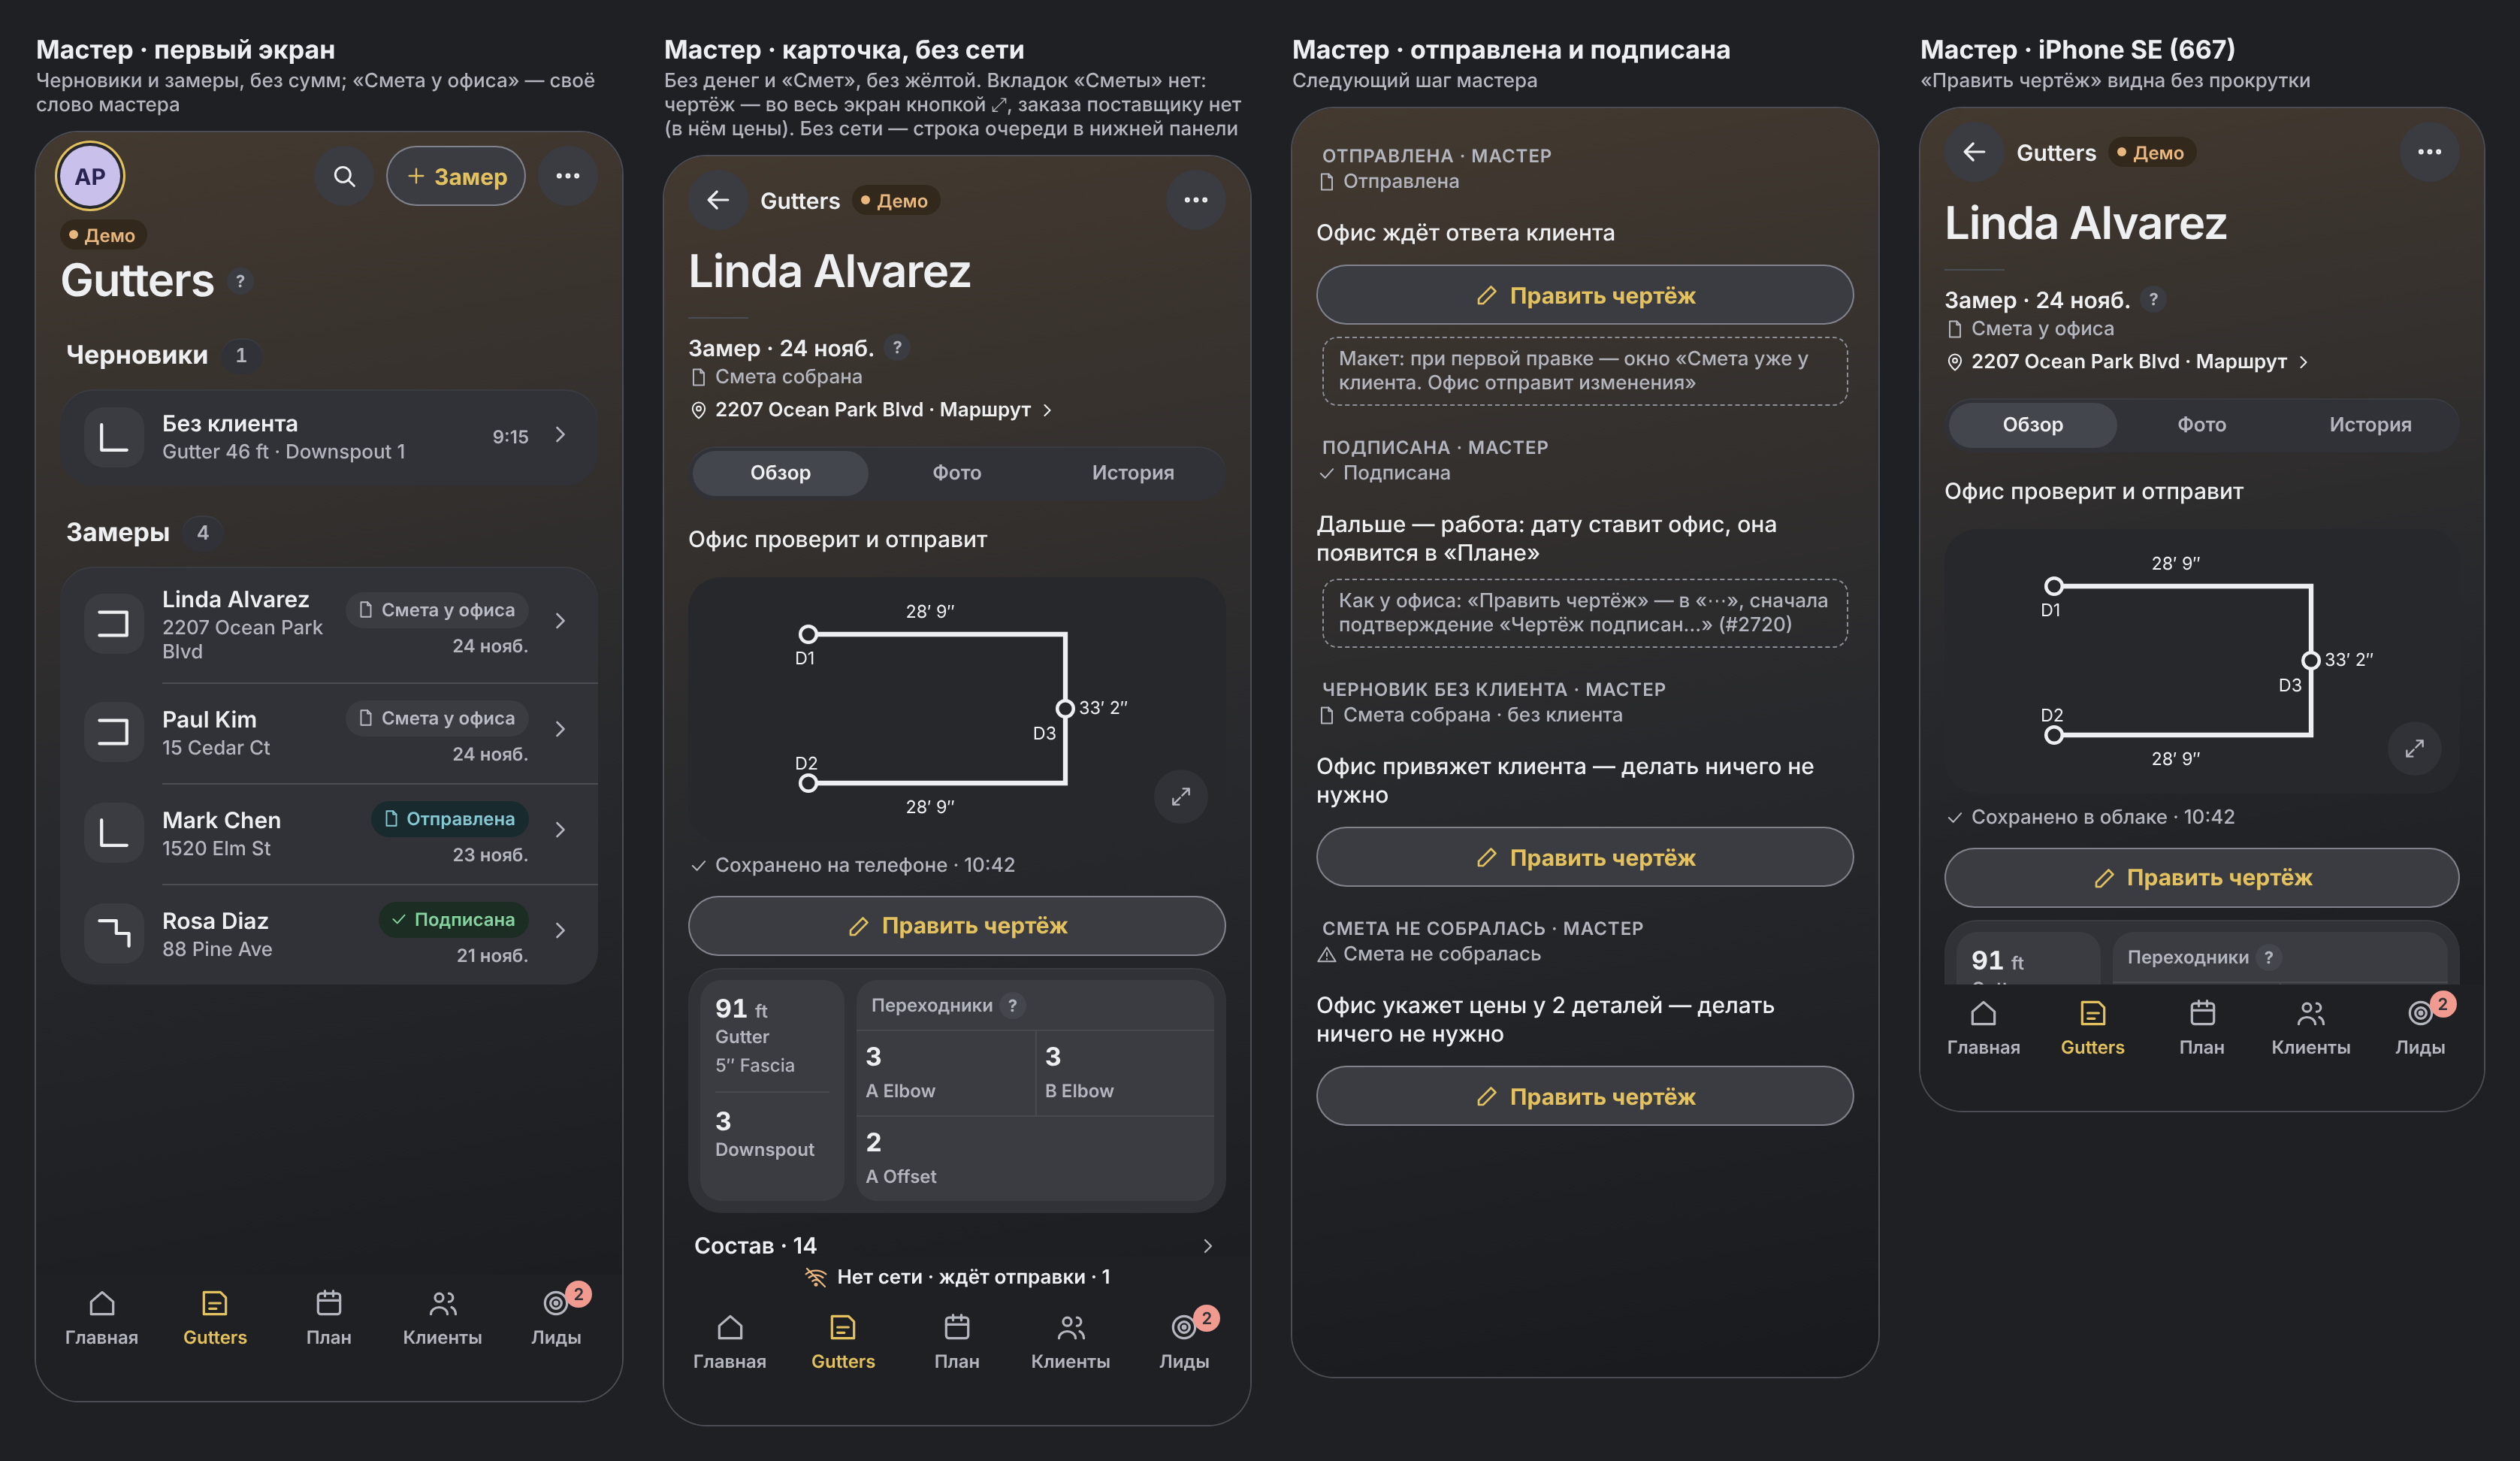 Мастер · первый экран
Черновики и замеры, без сумм; «Смета у офиса» — своё
слово мастера
AP
+ Замер
Демо
Gutters ?
Черновики 1
Без клиента
Gutter 46 ft · Downspout 1
9:15
Замеры 4
Linda Alvarez
2207 Ocean Park
Blvd
Смета у офиса
24 нояб.
Paul Kim
15 Cedar Ct
Смета у офиса
24 нояб.
Mark Chen
1520 Elm St
Отправлена
23 нояб.
Rosa Diaz
88 Pine Ave
Подписана
21 нояб.
Главная
Gutters
План
Клиенты
Лиды
2
Мастер · карточка, без сети
Без денег и «Смет», без жёлтой. Вкладок «Сметы» нет:
чертёж — во весь экран кнопкой ⤢, заказа поставщику нет
(в нём цены). Без сети — строка очереди в нижней панели
Gutters
Демо
Linda Alvarez
Замер · 24 нояб. ?
Смета собрана
2207 Ocean Park Blvd · Маршрут
Обзор
Фото
История
Офис проверит и отправит
28′ 9″
D1
33′ 2″
D3
D2
28′ 9″
Сохранено на телефоне · 10:42
Править чертёж
91 ft
Gutter
5″ Fascia
3
Downspout
Переходники ?
3
A Elbow
3
B Elbow
2
A Offset
Состав · 14
Нет сети · ждёт отправки · 1
Главная
Gutters
План
Клиенты
Лиды
2
Мастер · отправлена и подписана
Следующий шаг мастера
ОТПРАВЛЕНА · МАСТЕР
Отправлена
Офис ждёт ответа клиента
Править чертёж
Макет: при первой правке — окно «Смета уже у
клиента. Офис отправит изменения»
ПОДПИСАНА · МАСТЕР
Подписана
Дальше — работа: дату ставит офис, она
появится в «Плане»
Как у офиса: «Править чертёж» — в «···», сначала
подтверждение «Чертёж подписан…» (#2720)
ЧЕРНОВИК БЕЗ КЛИЕНТА · МАСТЕР
Смета собрана · без клиента
Офис привяжет клиента — делать ничего не
нужно
Править чертёж
СМЕТА НЕ СОБРАЛАСЬ · МАСТЕР
Смета не собралась
Офис укажет цены у 2 деталей — делать
ничего не нужно
Править чертёж
Мастер · iPhone SE (667)
«Править чертёж» видна без прокрутки
Gutters
Демо
Linda Alvarez
Замер · 24 нояб. ?
Смета у офиса
2207 Ocean Park Blvd · Маршрут
Обзор
Фото
История
Офис проверит и отправит
28′ 9″
D1
33′ 2″
D3
D2
28′ 9″
Сохранено в облаке · 10:42
Править чертёж
91 ft
Переходники ?
Главная
Gutters
План
Клиенты
Лиды
2